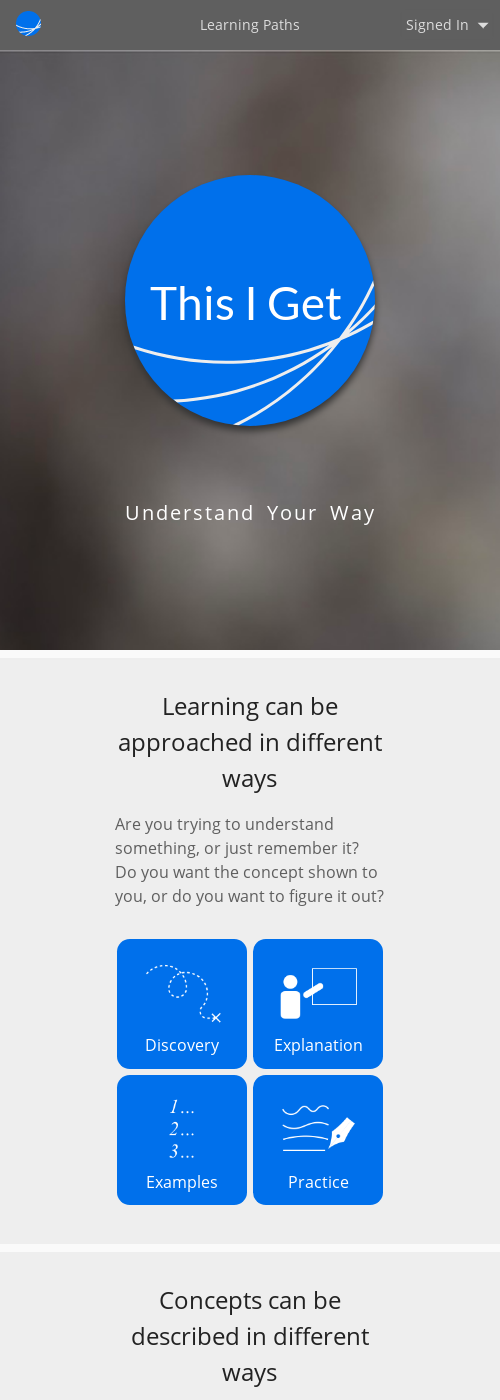 Learning Paths
Signed In
This I Get
Understand Your Way
Learning can be
approached in different
ways
Are you trying to understand
something, or just remember it?
Do you want the concept shown to
you, or do you want to figure it out?
Discovery
Explanation
1...
2...
3...
Examples
Practice
Concepts can be
described in different
ways